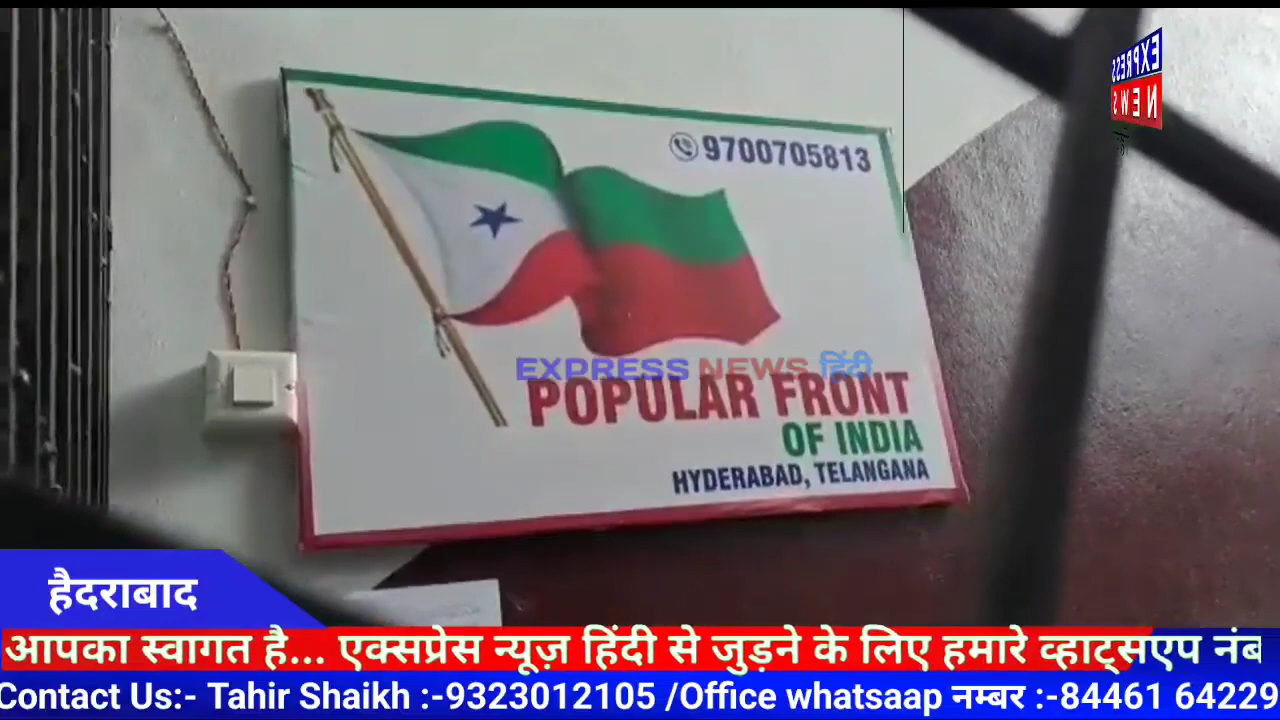 EXPRESS
NEWS
9700705813
EXPRESS NEWS हिंदी
POPULAR FRONT
OF INDIA
HYDERABAD, TELANGANA
हैदराबाद
आपका स्वागत है... एक्सप्रेस न्यूज़ हिंदी से जुड़ने के लिए हमारे व्हाट्सएप नंब
Contact Us:- Tahir Shaikh :-9323012105 /Office whatsaap नम्बर :-84461 64229